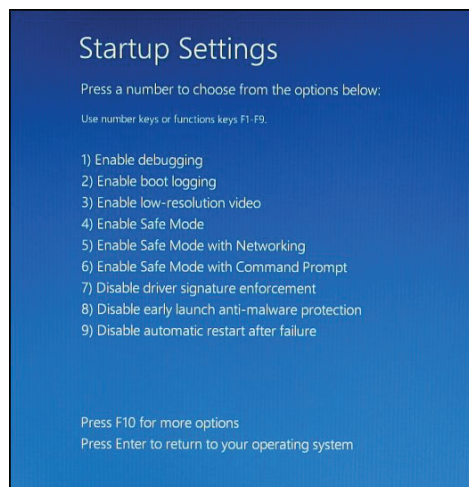 Startup Settings
Press a number to choose from the options below:
Use number keys or functions keys F1-F9.
1) Enable debugging
2) Enable boot logging
3) Enable low-resolution video
4) Enable Safe Mode
5) Enable Safe Mode with Networking
6) Enable Safe Mode with Command Prompt
7) Disable driver signature enforcement
8) Disable early launch anti-malware protection
9) Disable automatic restart after failure
Press F10 for more options
Press Enter to return to your operating system